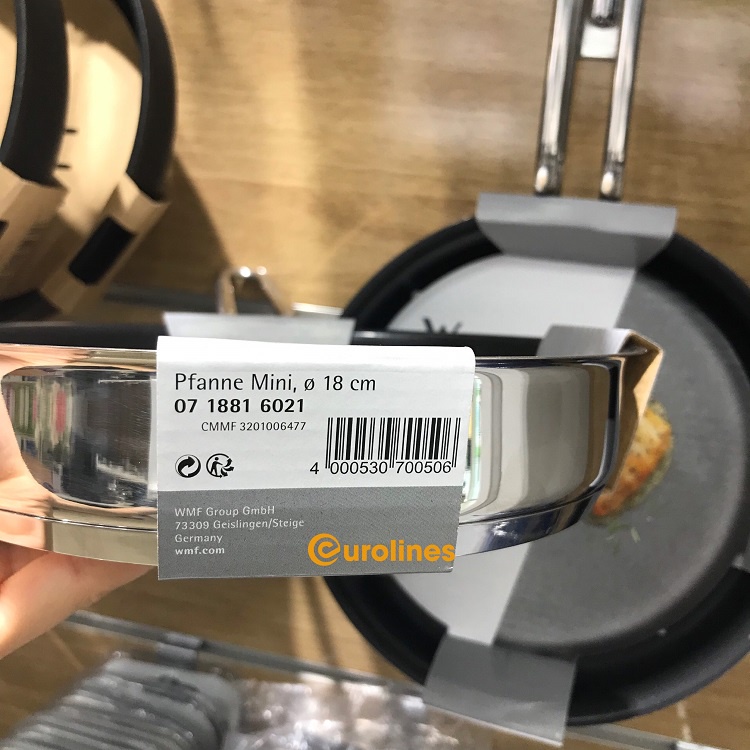 Pfanne Mini, ø 18 cm
07 1881 6021
CMMF 3201006477
4 000530 700506
WMF Group GmbH
73309 Geislingen/Steige
Germany
wmf.com
eurolines